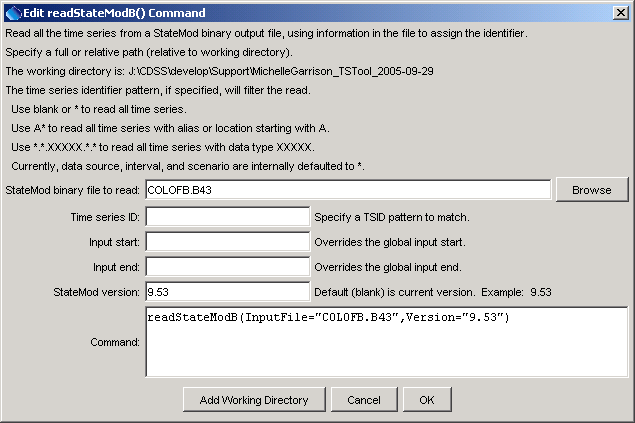 Edit readStateModB() Command
Read all the time series from a StateMod binary output file, using information in the file to assign the identifier.
Specify a full or relative path (relative to working directory).
The working directory is: J:\CDSS\develop\Support\MichelleGarrison_TSTool_2005-09-29
The time series identifier pattern, if specified, will filter the read.
Use blank or * to read all time series.
Use A* to read all time series with alias or location starting with A.
Use *.*.XXXXX.*.* to read all time series with data type XXXXX.
Currently, data source, interval, and scenario are internally defaulted to *.
StateMod binary file to read: COLOFB.B43 Browse
Time series ID: Specify a TSID pattern to match.
Input start: Overrides the global input start.
Input end: Overrides the global input end.
StateMod version: 9.53 Default (blank) is current version. Example: 9.53
Command: readStateModB(InputFile="COLOFB.B43",Version="9.53")
Add Working Directory Cancel OK